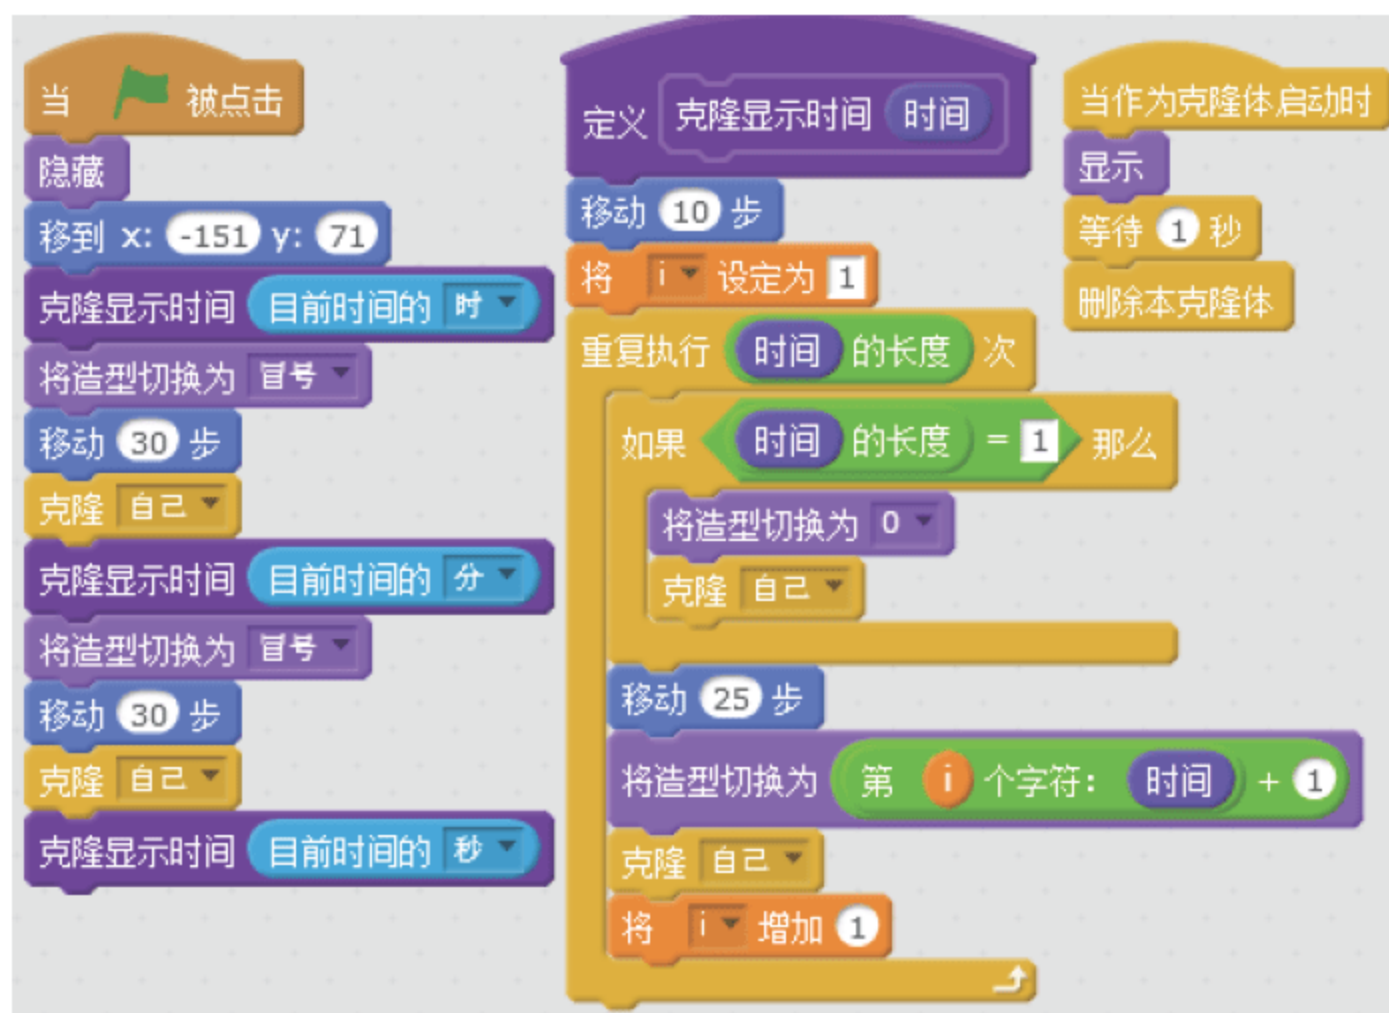 当 被点击
隐藏
移到 x: -151 y: 71
克隆显示时间 目前时间的 时
将造型切换为 冒号
移动 30 步
克隆 自己
克隆显示时间 目前时间的 分
将造型切换为 冒号
移动 30 步
克隆 自己
克隆显示时间 目前时间的 秒
定义 克隆显示时间 时间
移动 10 步
将 i 设定为 1
重复执行 时间 的长度 次
如果 时间 的长度 = 1 那么
将造型切换为 0
克隆 自己
移动 25 步
将造型切换为 第 i 个字符: 时间 + 1
克隆 自己
将 i 增加 1
当作为克隆体启动时
显示
等待 1 秒
删除本克隆体